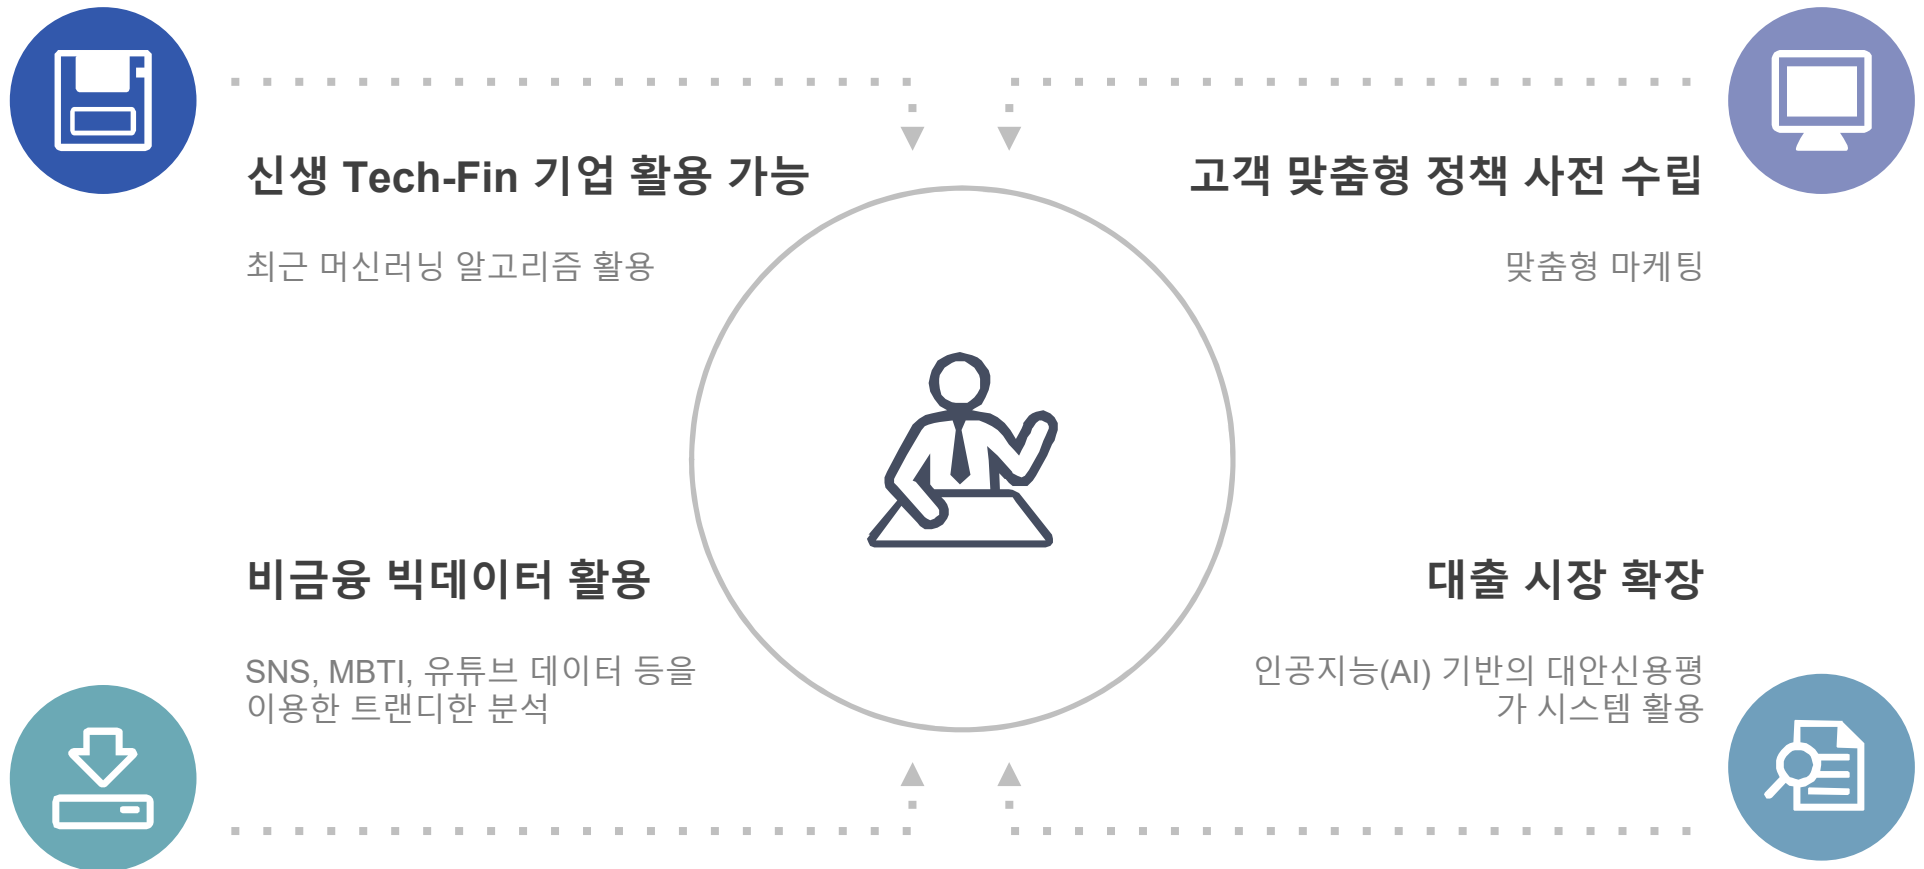 신생 Tech-Fin 기업 활용 가능
최근 머신러닝 알고리즘 활용
고객 맞춤형 정책 사전 수립
맞춤형 마케팅
비금융 빅데이터 활용
SNS, MBTI, 유튜브 데이터 등을
이용한 트랜디한 분석
대출 시장 확장
인공지능(AI) 기반의 대안신용평
가 시스템 활용